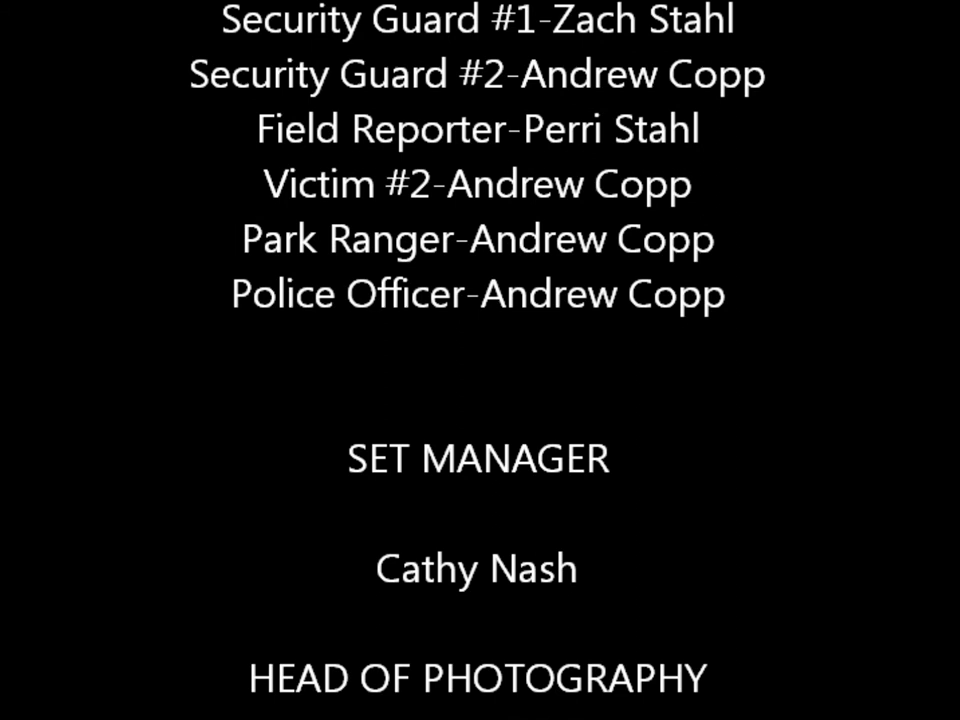 Security Guard #1-Zach Stahl
Security Guard #2-Andrew Copp
Field Reporter-Perri Stahl
Victim #2-Andrew Copp
Park Ranger-Andrew Copp
Police Officer-Andrew Copp
SET MANAGER
Cathy Nash
HEAD OF PHOTOGRAPHY